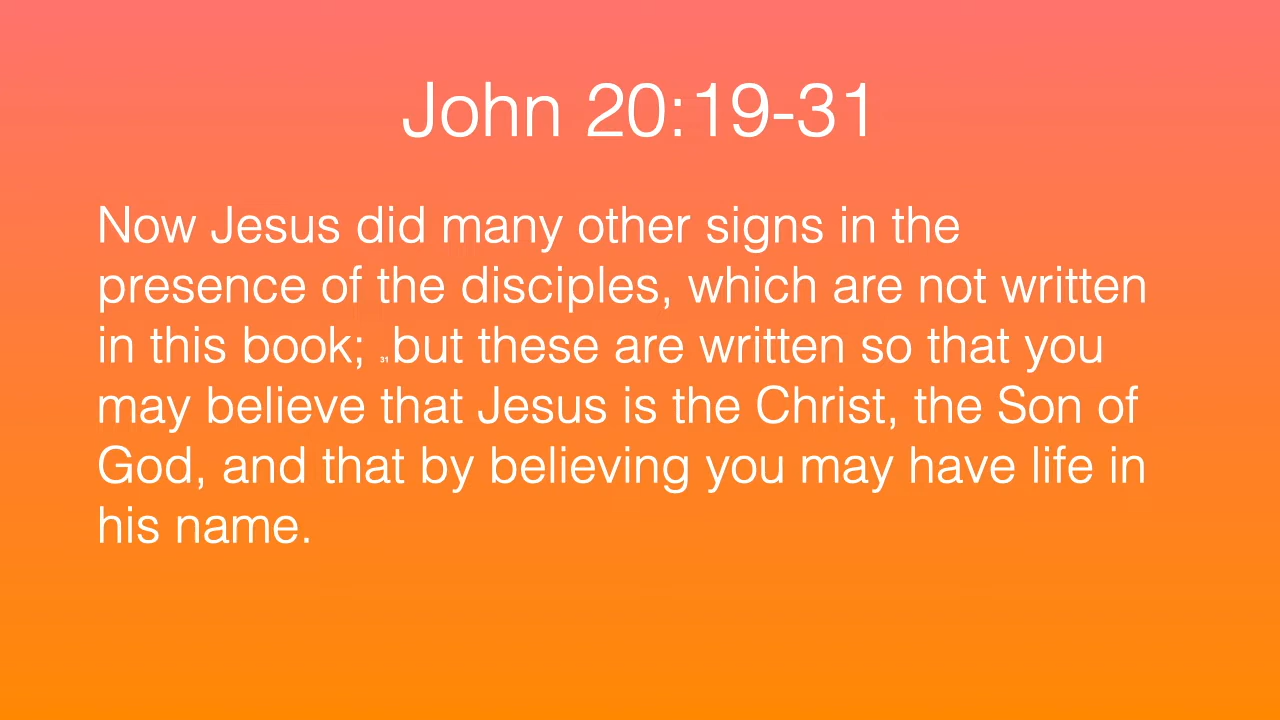 John 20:19-31
Now Jesus did many other signs in the
presence of the disciples, which are not written
in this book; 31 but these are written so that you
may believe that Jesus is the Christ, the Son of
God, and that by believing you may have life in
his name.